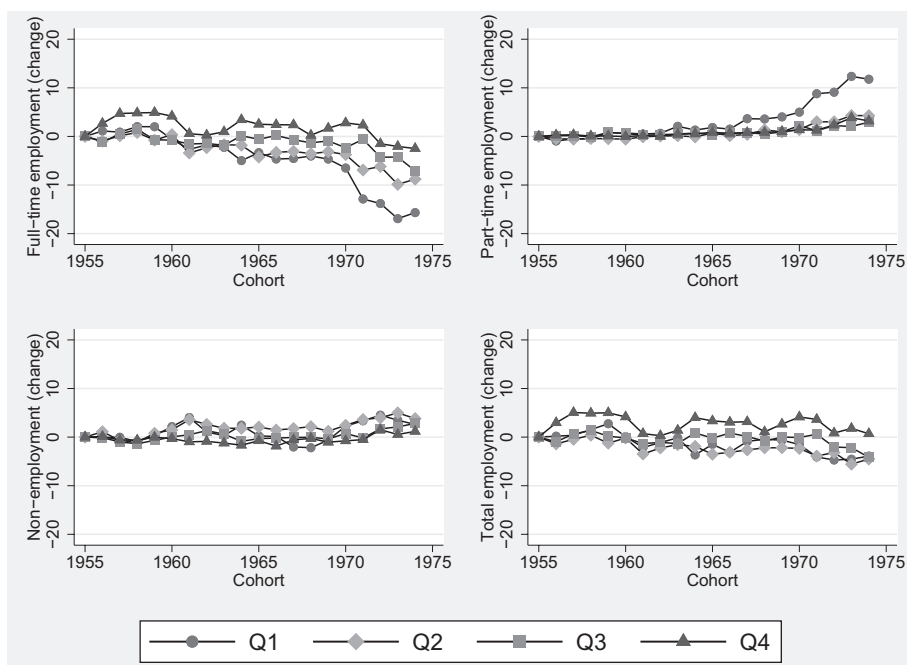 Full−time employment (change)
20
10
0
−10
−20
1955 1960 1965 1970 1975
Cohort
Part−time employment (change)
20
10
0
−10
−20
1955 1960 1965 1970 1975
Cohort
Non−employment (change)
20
10
0
−10
−20
1955 1960 1965 1970 1975
Cohort
Total employment (change)
20
10
0
−10
−20
1955 1960 1965 1970 1975
Cohort
Q1 Q2 Q3 Q4